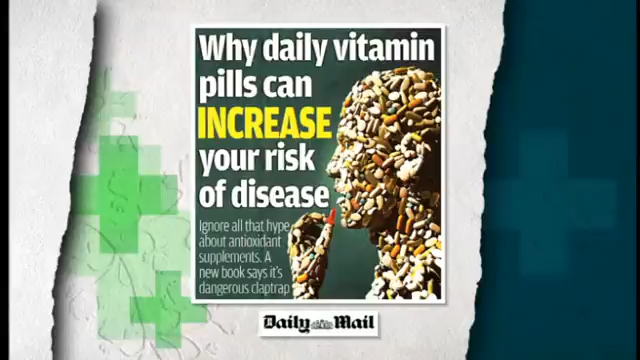 Why daily vitamin
pills can
INCREASE
your risk
of disease
Ignore all that hype
about antioxidant
supplements. A
new book says it's
dangerous claptrap
Daily Mail